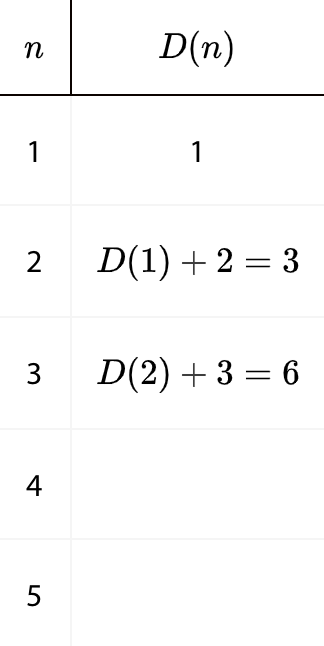 n D(n)
1 1
2 D(1) + 2 = 3
3 D(2) + 3 = 6
4
5